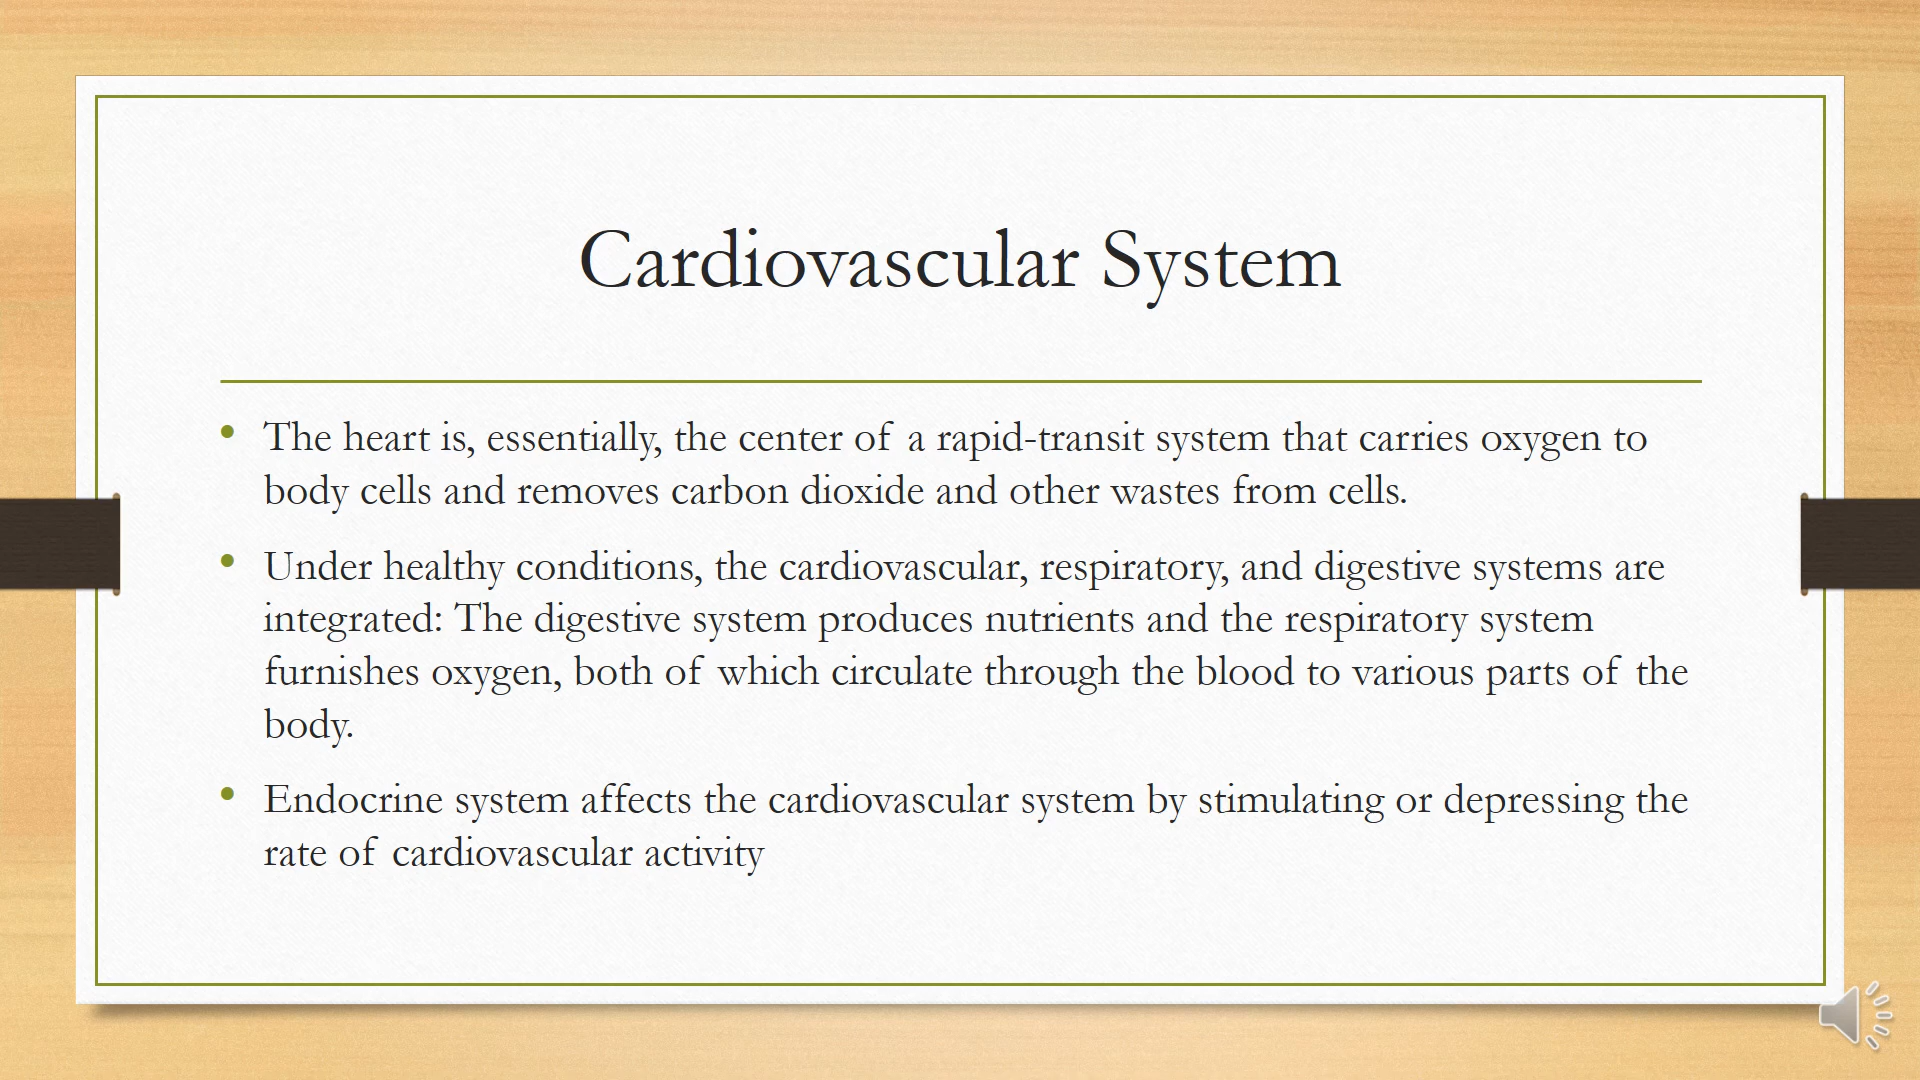 Cardiovascular System
• The heart is, essentially, the center of a rapid-transit system that carries oxygen to
body cells and removes carbon dioxide and other wastes from cells.
• Under healthy conditions, the cardiovascular, respiratory, and digestive systems are
integrated: The digestive system produces nutrients and the respiratory system
furnishes oxygen, both of which circulate through the blood to various parts of the
body.
• Endocrine system affects the cardiovascular system by stimulating or depressing the
rate of cardiovascular activity